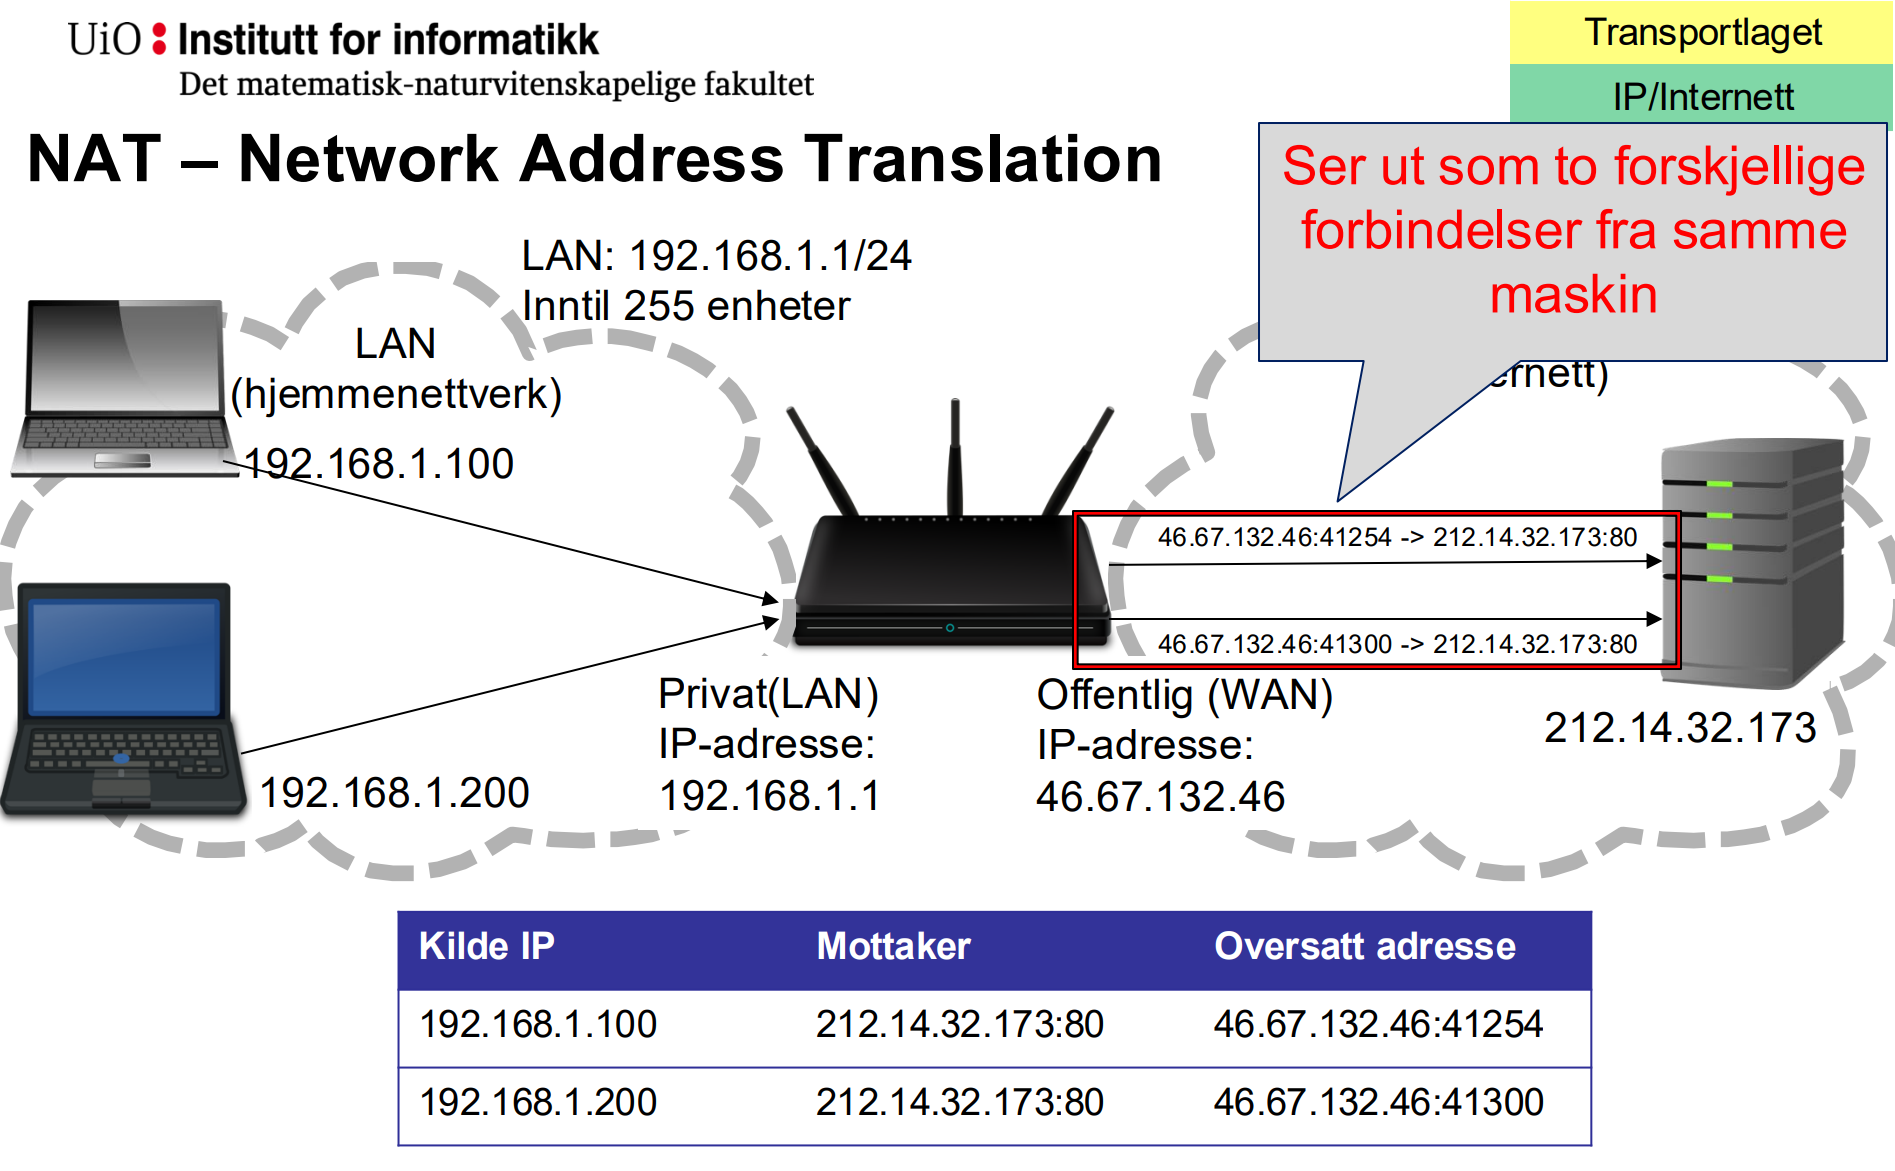 UiO Institutt for informatikk
Det matematisk-naturvitenskapelige fakultet
Transportlaget
IP/Internett
NAT – Network Address Translation
Ser ut som to forskjellige
forbindelser fra samme
maskin
LAN: 192.168.1.1/24
Inntil 255 enheter
LAN
(hjemmenettverk)
ernett)
192.168.1.100
46.67.132.46:41254 -> 212.14.32.173:80
46.67.132.46:41300 -> 212.14.32.173:80
192.168.1.200
Privat(LAN)
IP-adresse:
192.168.1.1
Offentlig (WAN)
IP-adresse:
46.67.132.46
212.14.32.173
Kilde IP Mottaker Oversatt adresse
192.168.1.100 212.14.32.173:80 46.67.132.46:41254
192.168.1.200 212.14.32.173:80 46.67.132.46:41300